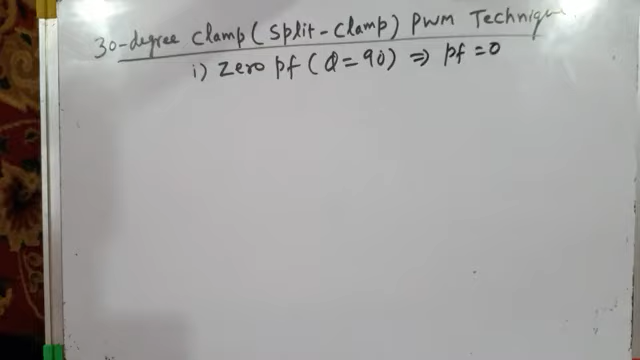 30-degree clamp (split-clamp) PWM Technique
i) zero pf (Φ = 90) ⇒ pf = 0